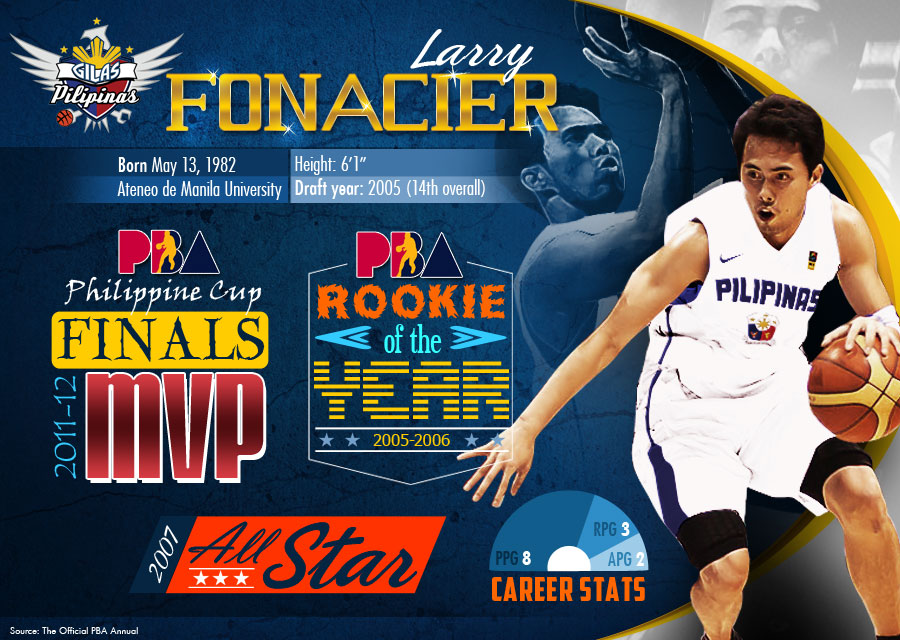 GILAS
Pilipinas
Larry
FONACIER
Born May 13, 1982
Ateneo de Manila University
Height: 6'1"
Draft year: 2005 (14th overall)
PBA
Philippine Cup
FINALS
2011-12
MVP
PBA
ROOKIE
of the
YEAR
2005-2006
2007
All Star
PPG 8
RPG 3
APG 2
CAREER STATS
PILIPINAS
Source: The Official PBA Annual